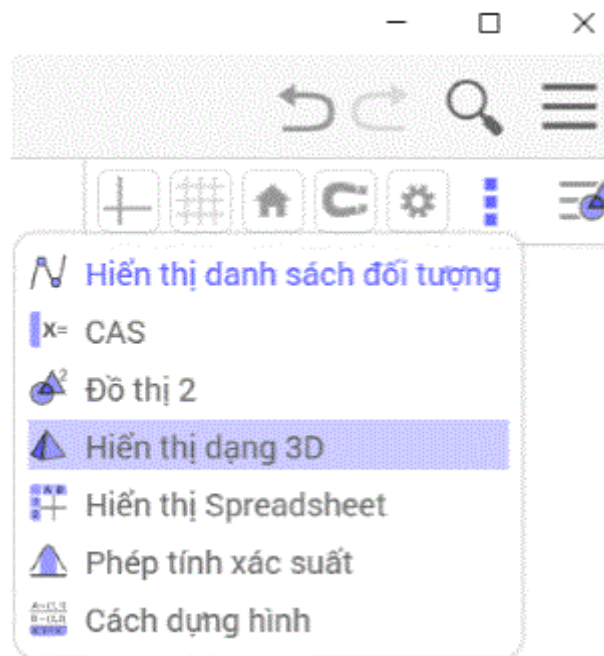 Hiển thị danh sách đối tượng
x= CAS
2
Đồ thị 2
Hiển thị dạng 3D
Hiển thị Spreadsheet
Phép tính xác suất
Cách dựng hình